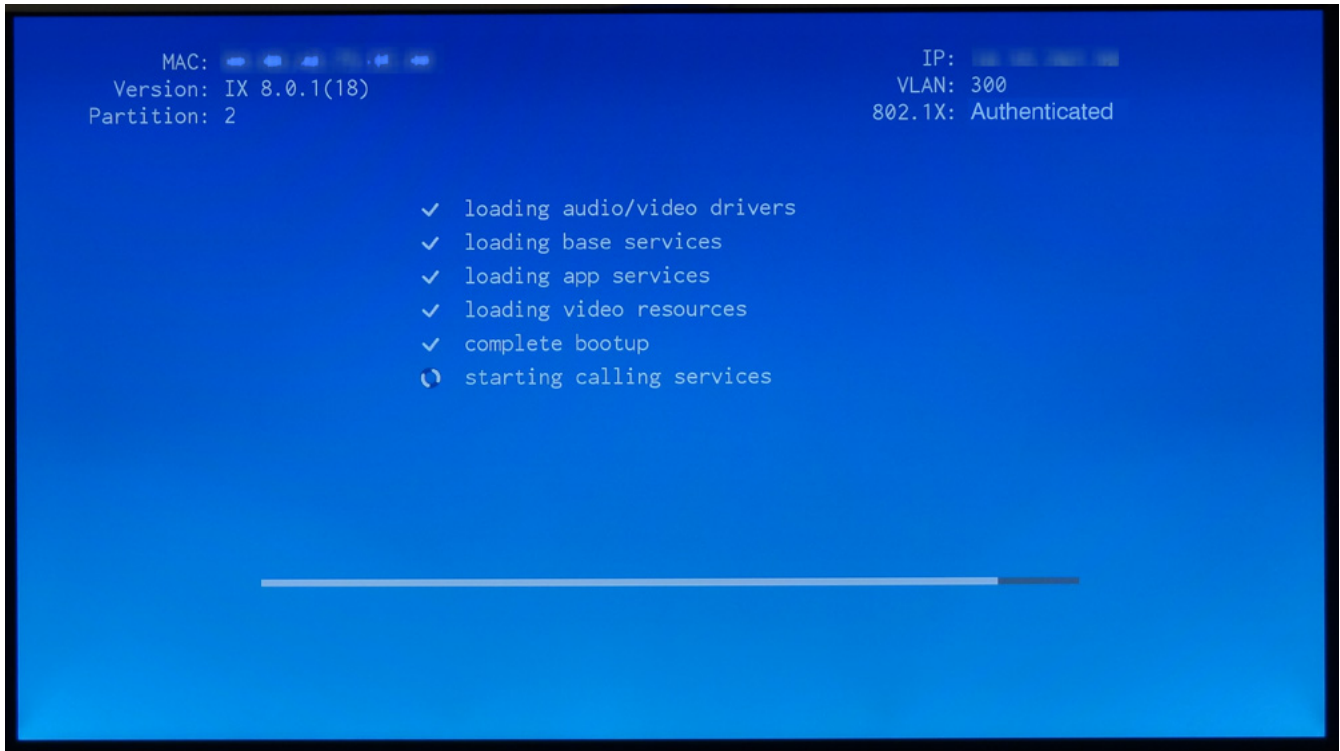 MAC:
Version: IX 8.0.1(18)
Partition: 2
IP:
VLAN: 300
802.1X: Authenticated
loading audio/video drivers
loading base services
loading app services
loading video resources
complete bootup
starting calling services